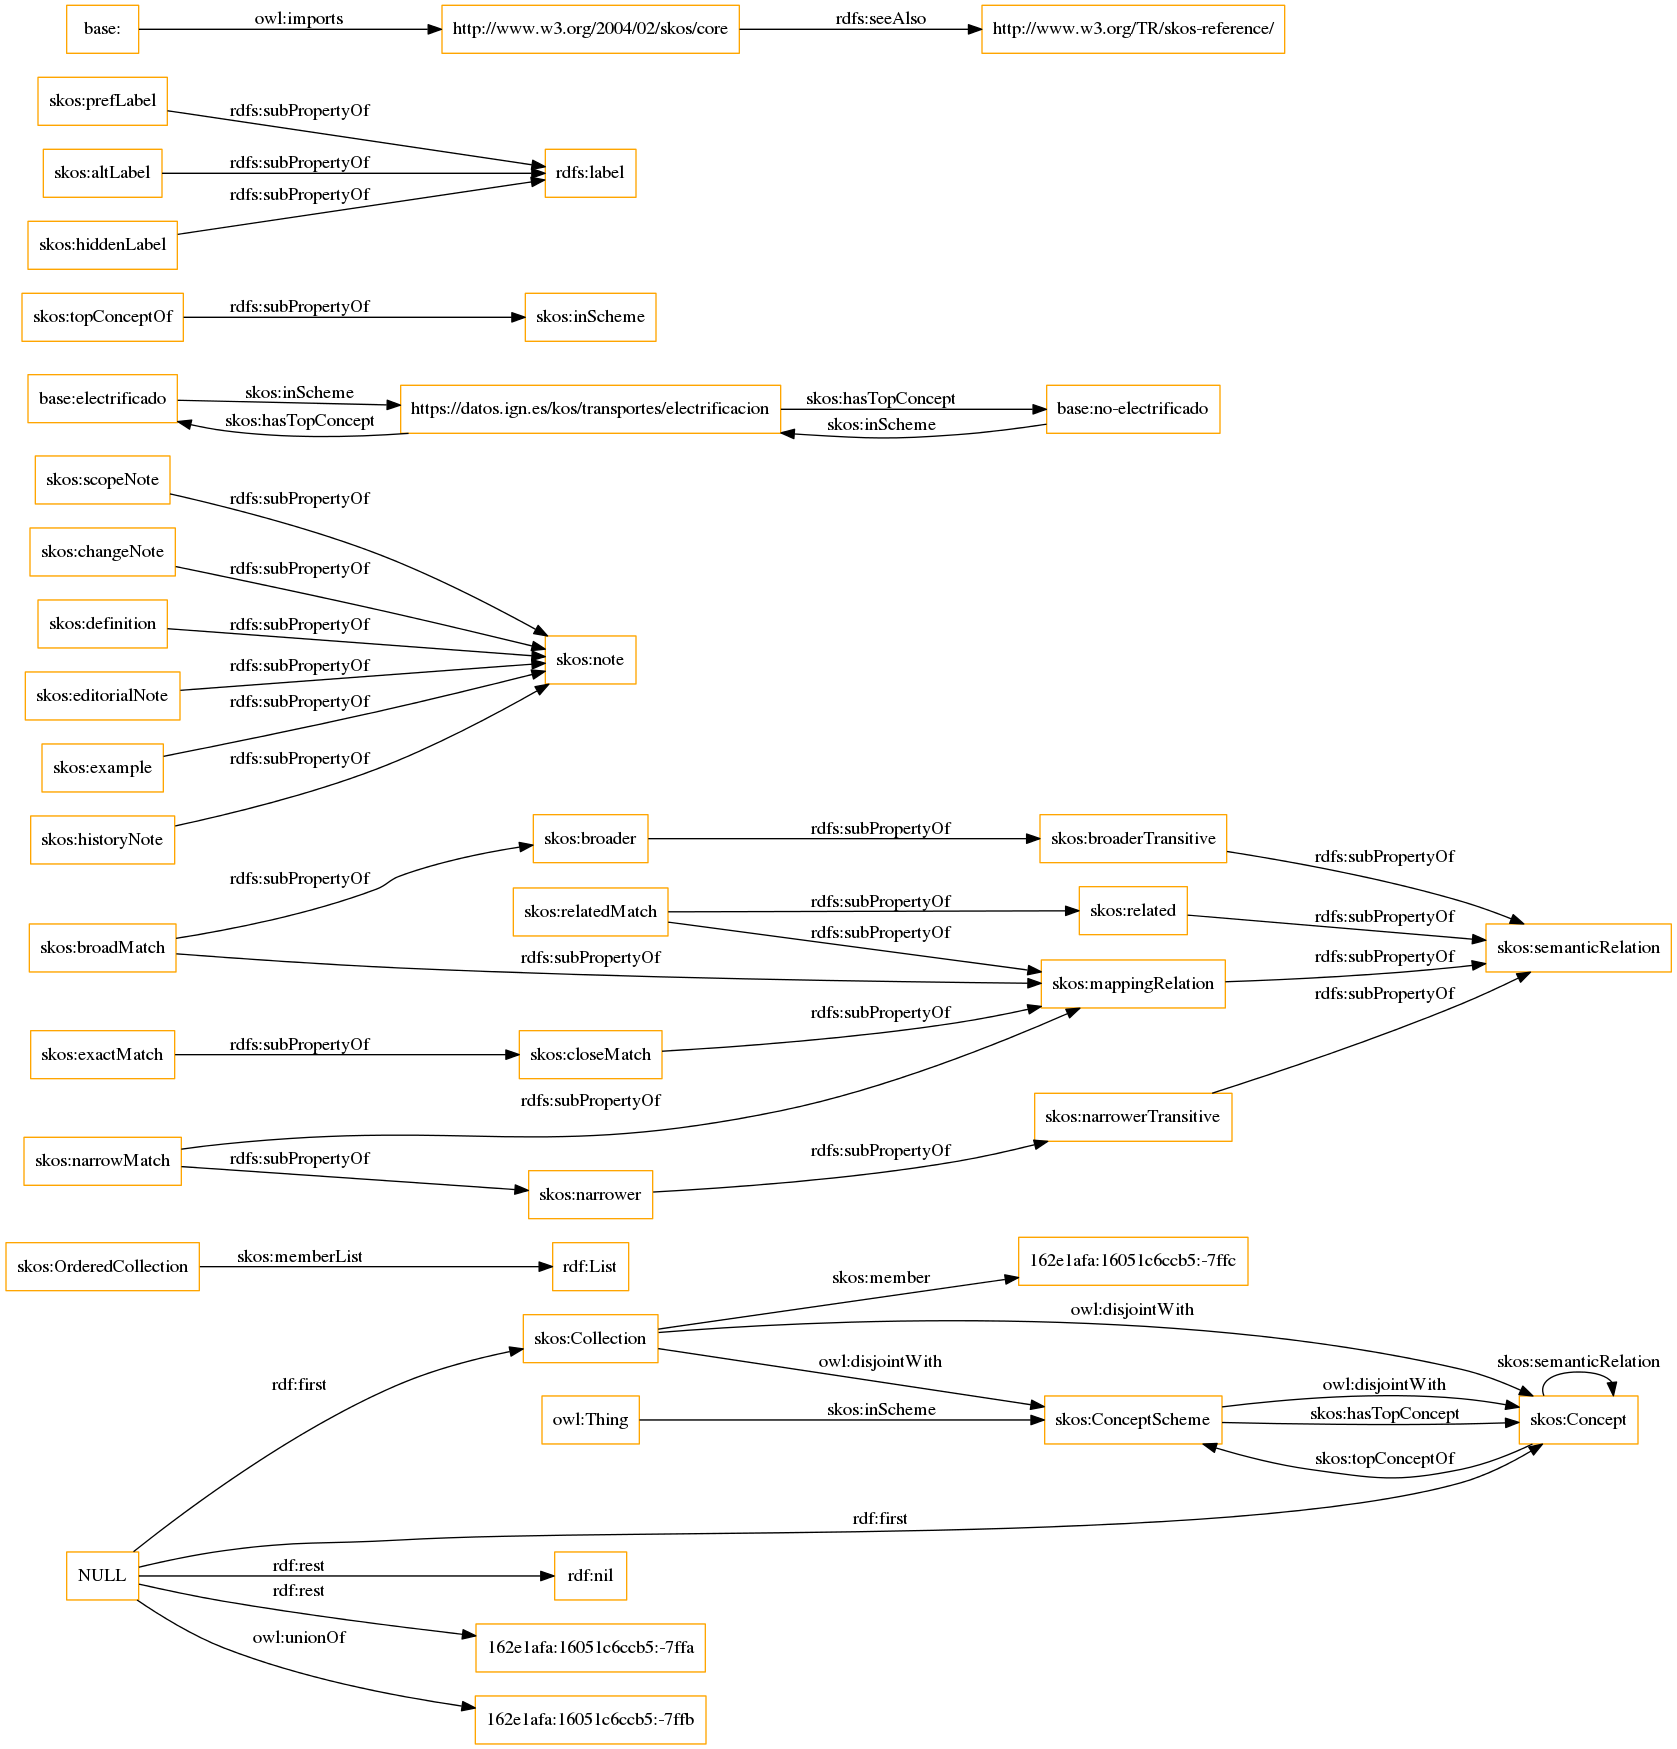 base:
owl:imports
http://www.w3.org/2004/02/skos/core
rdfs:seeAlso
http://www.w3.org/TR/skos-reference/
skos:prefLabel
rdfs:subPropertyOf
skos:altLabel
rdfs:subPropertyOf
rdfs:label
rdfs:subPropertyOf
skos:hiddenLabel
skos:topConceptOf
rdfs:subPropertyOf
skos:inScheme
base:electrificado
skos:inScheme
skos:hasTopConcept
https://datos.ign.es/kos/transportes/electrificacion
skos:hasTopConcept
skos:inScheme
base:no-electrificado
skos:scopeNote
rdfs:subPropertyOf
skos:changeNote
rdfs:subPropertyOf
skos:definition
rdfs:subPropertyOf
skos:note
skos:editorialNote
rdfs:subPropertyOf
rdfs:subPropertyOf
skos:example
rdfs:subPropertyOf
skos:historyNote
skos:broader
rdfs:subPropertyOf
skos:broaderTransitive
rdfs:subPropertyOf
rdfs:subPropertyOf
skos:relatedMatch
rdfs:subPropertyOf
skos:related
rdfs:subPropertyOf
skos:broadMatch
rdfs:subPropertyOf
rdfs:subPropertyOf
skos:semanticRelation
rdfs:subPropertyOf
skos:mappingRelation
rdfs:subPropertyOf
skos:exactMatch
rdfs:subPropertyOf
skos:closeMatch
rdfs:subPropertyOf
rdfs:subPropertyOf
skos:narrowerTransitive
skos:narrowMatch
rdfs:subPropertyOf
skos:narrower
rdfs:subPropertyOf
skos:OrderedCollection
skos:memberList
rdf:List
162e1afa:16051c6ccb5:-7ffc
skos:member
skos:Collection
owl:disjointWith
owl:disjointWith
skos:semanticRelation
rdf:first
owl:disjointWith
owl:Thing
skos:inScheme
skos:ConceptScheme
skos:hasTopConcept
skos:Concept
skos:topConceptOf
rdf:first
NULL
rdf:rest
rdf:nil
rdf:rest
owl:unionOf
162e1afa:16051c6ccb5:-7ffa
162e1afa:16051c6ccb5:-7ffb